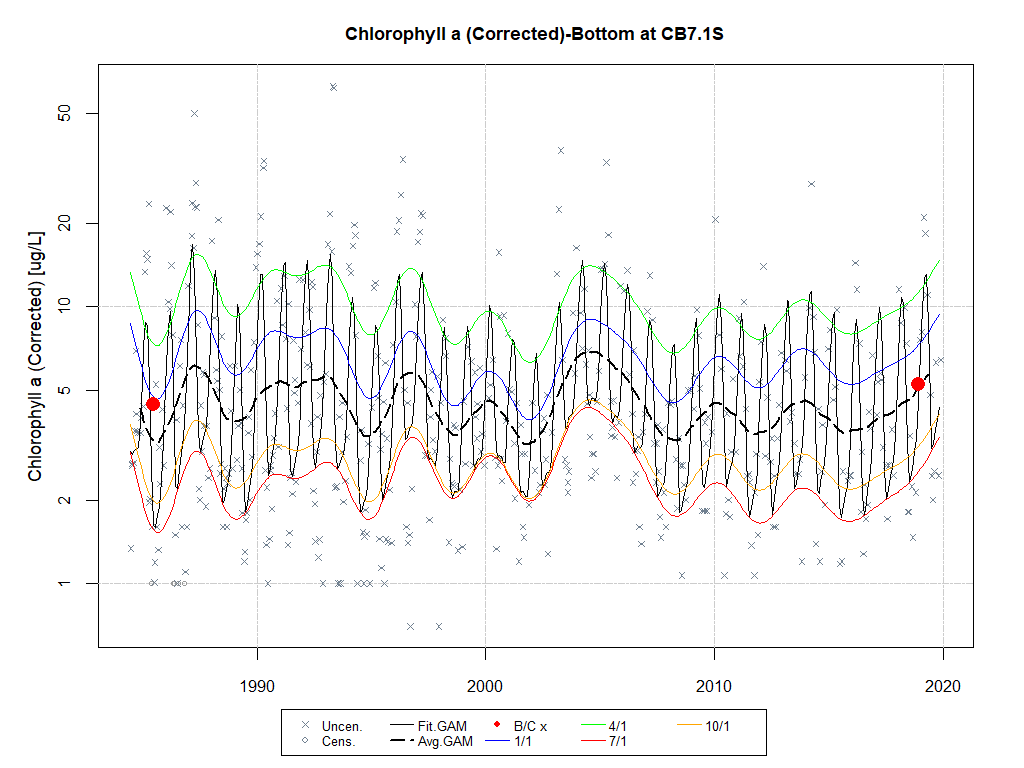 Chlorophyll a (Corrected)-Bottom at CB7.1S
Chlorophyll a (Corrected) [ug/L]
50
20
10
5
2
1
1990 2000 2010 2020
Uncen. Fit.GAM B/C x 4/1 10/1
Cens. Avg.GAM 1/1 7/1